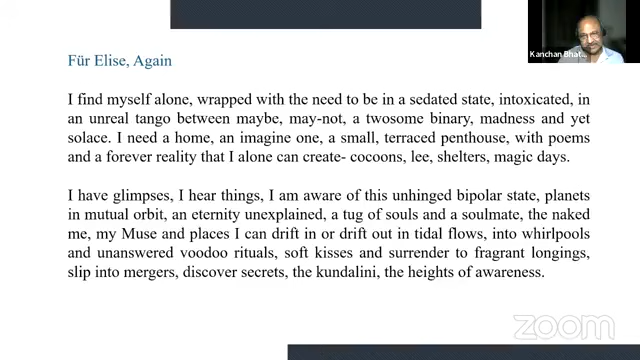 Für Elise, Again
Kanchan Bhat...
I find myself alone, wrapped with the need to be in a sedated state, intoxicated, in
an unreal tango between maybe, may-not, a twosome binary, madness and yet
solace. I need a home, an imagine one, a small, terraced penthouse, with poems
and a forever reality that I alone can create- cocoons, lee, shelters, magic days.
I have glimpses, I hear things, I am aware of this unhinged bipolar state, planets
in mutual orbit, an eternity unexplained, a tug of souls and a soulmate, the naked
me, my Muse and places I can drift in or drift out in tidal flows, into whirlpools
and unanswered voodoo rituals, soft kisses and surrender to fragrant longings,
slip into mergers, discover secrets, the kundalini, the heights of awareness.
zoom